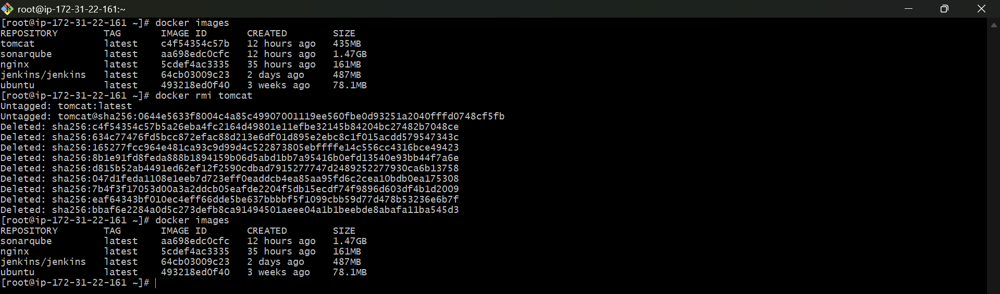 root@ip-172-31-22-161:~
[root@ip-172-31-22-161 ~]# docker images
REPOSITORY        TAG       IMAGE ID       CREATED        SIZE
tomcat            latest    c4f54354c57b   12 hours ago   435MB
sonarqube         latest    aa698edc0cfc   12 hours ago   1.47GB
nginx             latest    5cdef4ac3335   35 hours ago   161MB
jenkins/jenkins   latest    64cb03009c23   2 days ago     487MB
ubuntu            latest    493218ed0f40   3 weeks ago    78.1MB
[root@ip-172-31-22-161 ~]# docker rmi tomcat
Untagged: tomcat:latest
Untagged: tomcat@sha256:0644e5633f8004c4a85c49907001119ee560fbe0d93251a2040fffd0748cf5fb
Deleted: sha256:c4f54354c57b5a26eba4fc2164d49801e11efbe32145b84204bc27482b7048ce
Deleted: sha256:634c77476fd5bcc872efac88d213e6df01d895e2ebc8c1f015acdd579547343c
Deleted: sha256:165277fcc964e481ca93c9d99d4c522873805ebffffe14c556cc4316bce49423
Deleted: sha256:8b1e91fd8feda888b1894159b06d5abd1bb7a95416b0efd13540e93bb44f7a6e
Deleted: sha256:d815b52ab4491ed62ef12f2590cdbad7915277747d2489252277930ca6b13758
Deleted: sha256:047d1feda1108e1eeb7d723eff0eaddcb4ea85aa95fd6c2cea10bdb0ea175308
Deleted: sha256:7b4f3f17053d00a3a2ddcb05eafde2204f5db15ecdf74f9896d603df4b1d2009
Deleted: sha256:eaf64343bf010ec4eff66dde5be637bbbbf5f1099cbb59d77d478b53236e6b7f
Deleted: sha256:bbaf6e2284a0d5c273defb8ca91494501aeee04a1b1beebde8abafa11ba545d3
[root@ip-172-31-22-161 ~]# docker images
REPOSITORY        TAG       IMAGE ID       CREATED        SIZE
sonarqube         latest    aa698edc0cfc   12 hours ago   1.47GB
nginx             latest    5cdef4ac3335   35 hours ago   161MB
jenkins/jenkins   latest    64cb03009c23   2 days ago     487MB
ubuntu            latest    493218ed0f40   3 weeks ago    78.1MB
[root@ip-172-31-22-161 ~]#